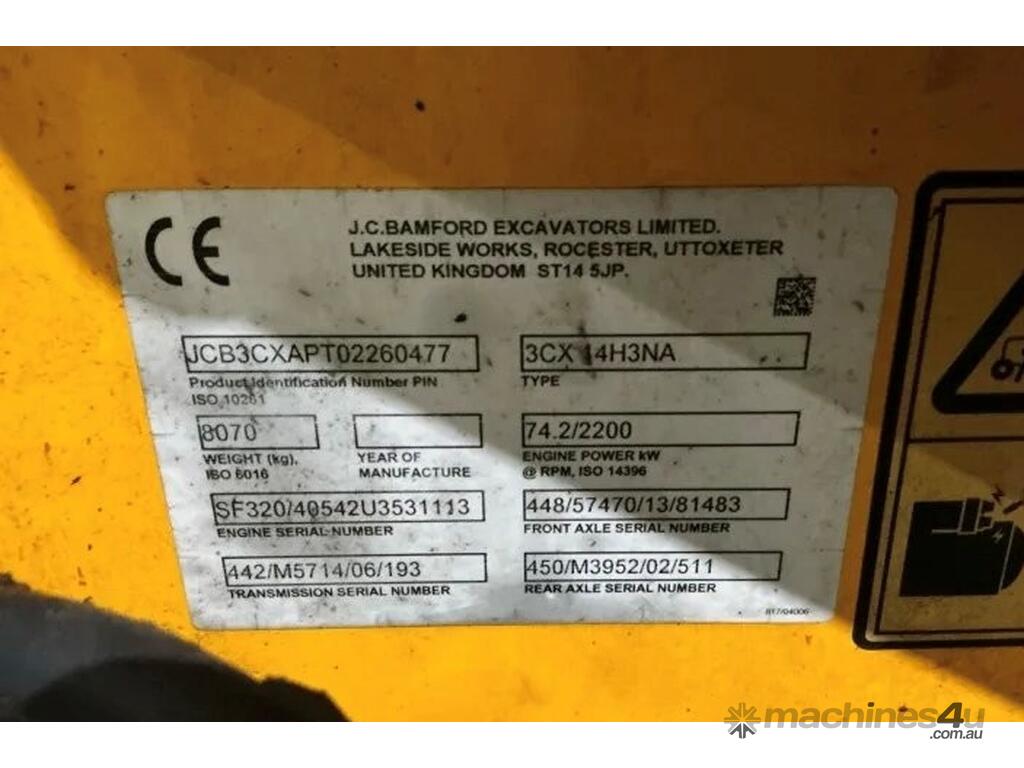 CE
J.C.BAMFORD EXCAVATORS LIMITED.
LAKESIDE WORKS, ROCESTER, UTTOXETER
UNITED KINGDOM ST14 5JP.
JCB3CXAPT02260477
Product Identification Number PIN
ISO 10261
3CX 14H3NA
TYPE
8070
WEIGHT (kg),
ISO 6016
YEAR OF
MANUFACTURE
74.2/2200
ENGINE POWER kW
@ RPM, ISO 14396
SF320/40542U3531113
ENGINE SERIAL NUMBER
448/57470/13/81483
FRONT AXLE SERIAL NUMBER
442/M5714/06/193
TRANSMISSION SERIAL NUMBER
450/M3952/02/511
REAR AXLE SERIAL NUMBER
817/04006
machines4u
.com.au